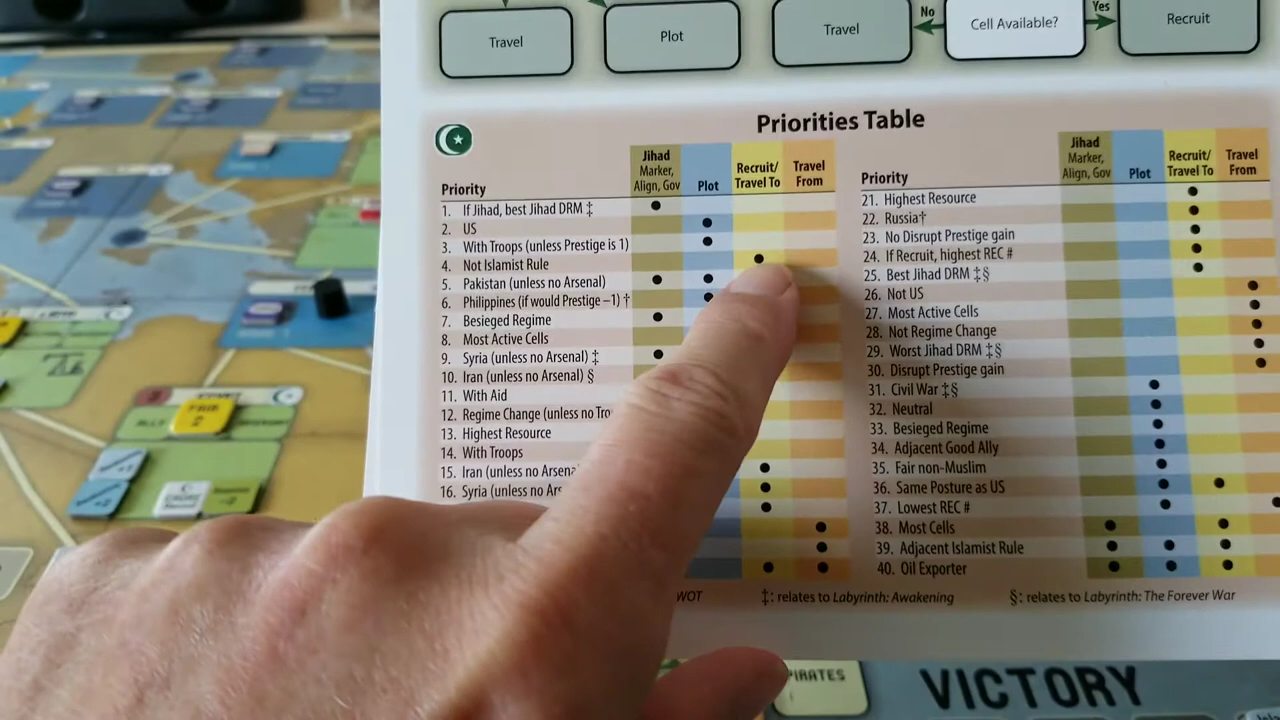 No
Yes
Travel
Plot
Travel
Cell Available?
Recruit
Priorities Table
Priority
Jihad
Marker,
Align, Gov
Plot
Recruit/
Travel To
Travel
From
1. If Jihad, best Jihad DRM ‡
2. US
3. With Troops (unless Prestige is 1)
4. Not Islamist Rule
5. Pakistan (unless no Arsenal)
6. Philippines (if would Prestige –1) †
7. Besieged Regime
8. Most Active Cells
9. Syria (unless no Arsenal) ‡
10. Iran (unless no Arsenal) §
11. With Aid
12. Regime Change (unless no Tro
13. Highest Resource
14. With Troops
15. Iran (unless no Arsena
16. Syria (unless no Ars
Priority
Jihad
Marker,
Align, Gov
Plot
Recruit/
Travel To
Travel
From
21. Highest Resource
22. Russia†
23. No Disrupt Prestige gain
24. If Recruit, highest REC #
25. Best Jihad DRM ‡§
26. Not US
27. Most Active Cells
28. Not Regime Change
29. Worst Jihad DRM ‡§
30. Disrupt Prestige gain
31. Civil War ‡§
32. Neutral
33. Besieged Regime
34. Adjacent Good Ally
35. Fair non-Muslim
36. Same Posture as US
37. Lowest REC #
38. Most Cells
39. Adjacent Islamist Rule
40. Oil Exporter
WOT
‡: relates to Labyrinth: Awakening
§: relates to Labyrinth: The Forever War
FAIR
2
PIRATES
VICTORY